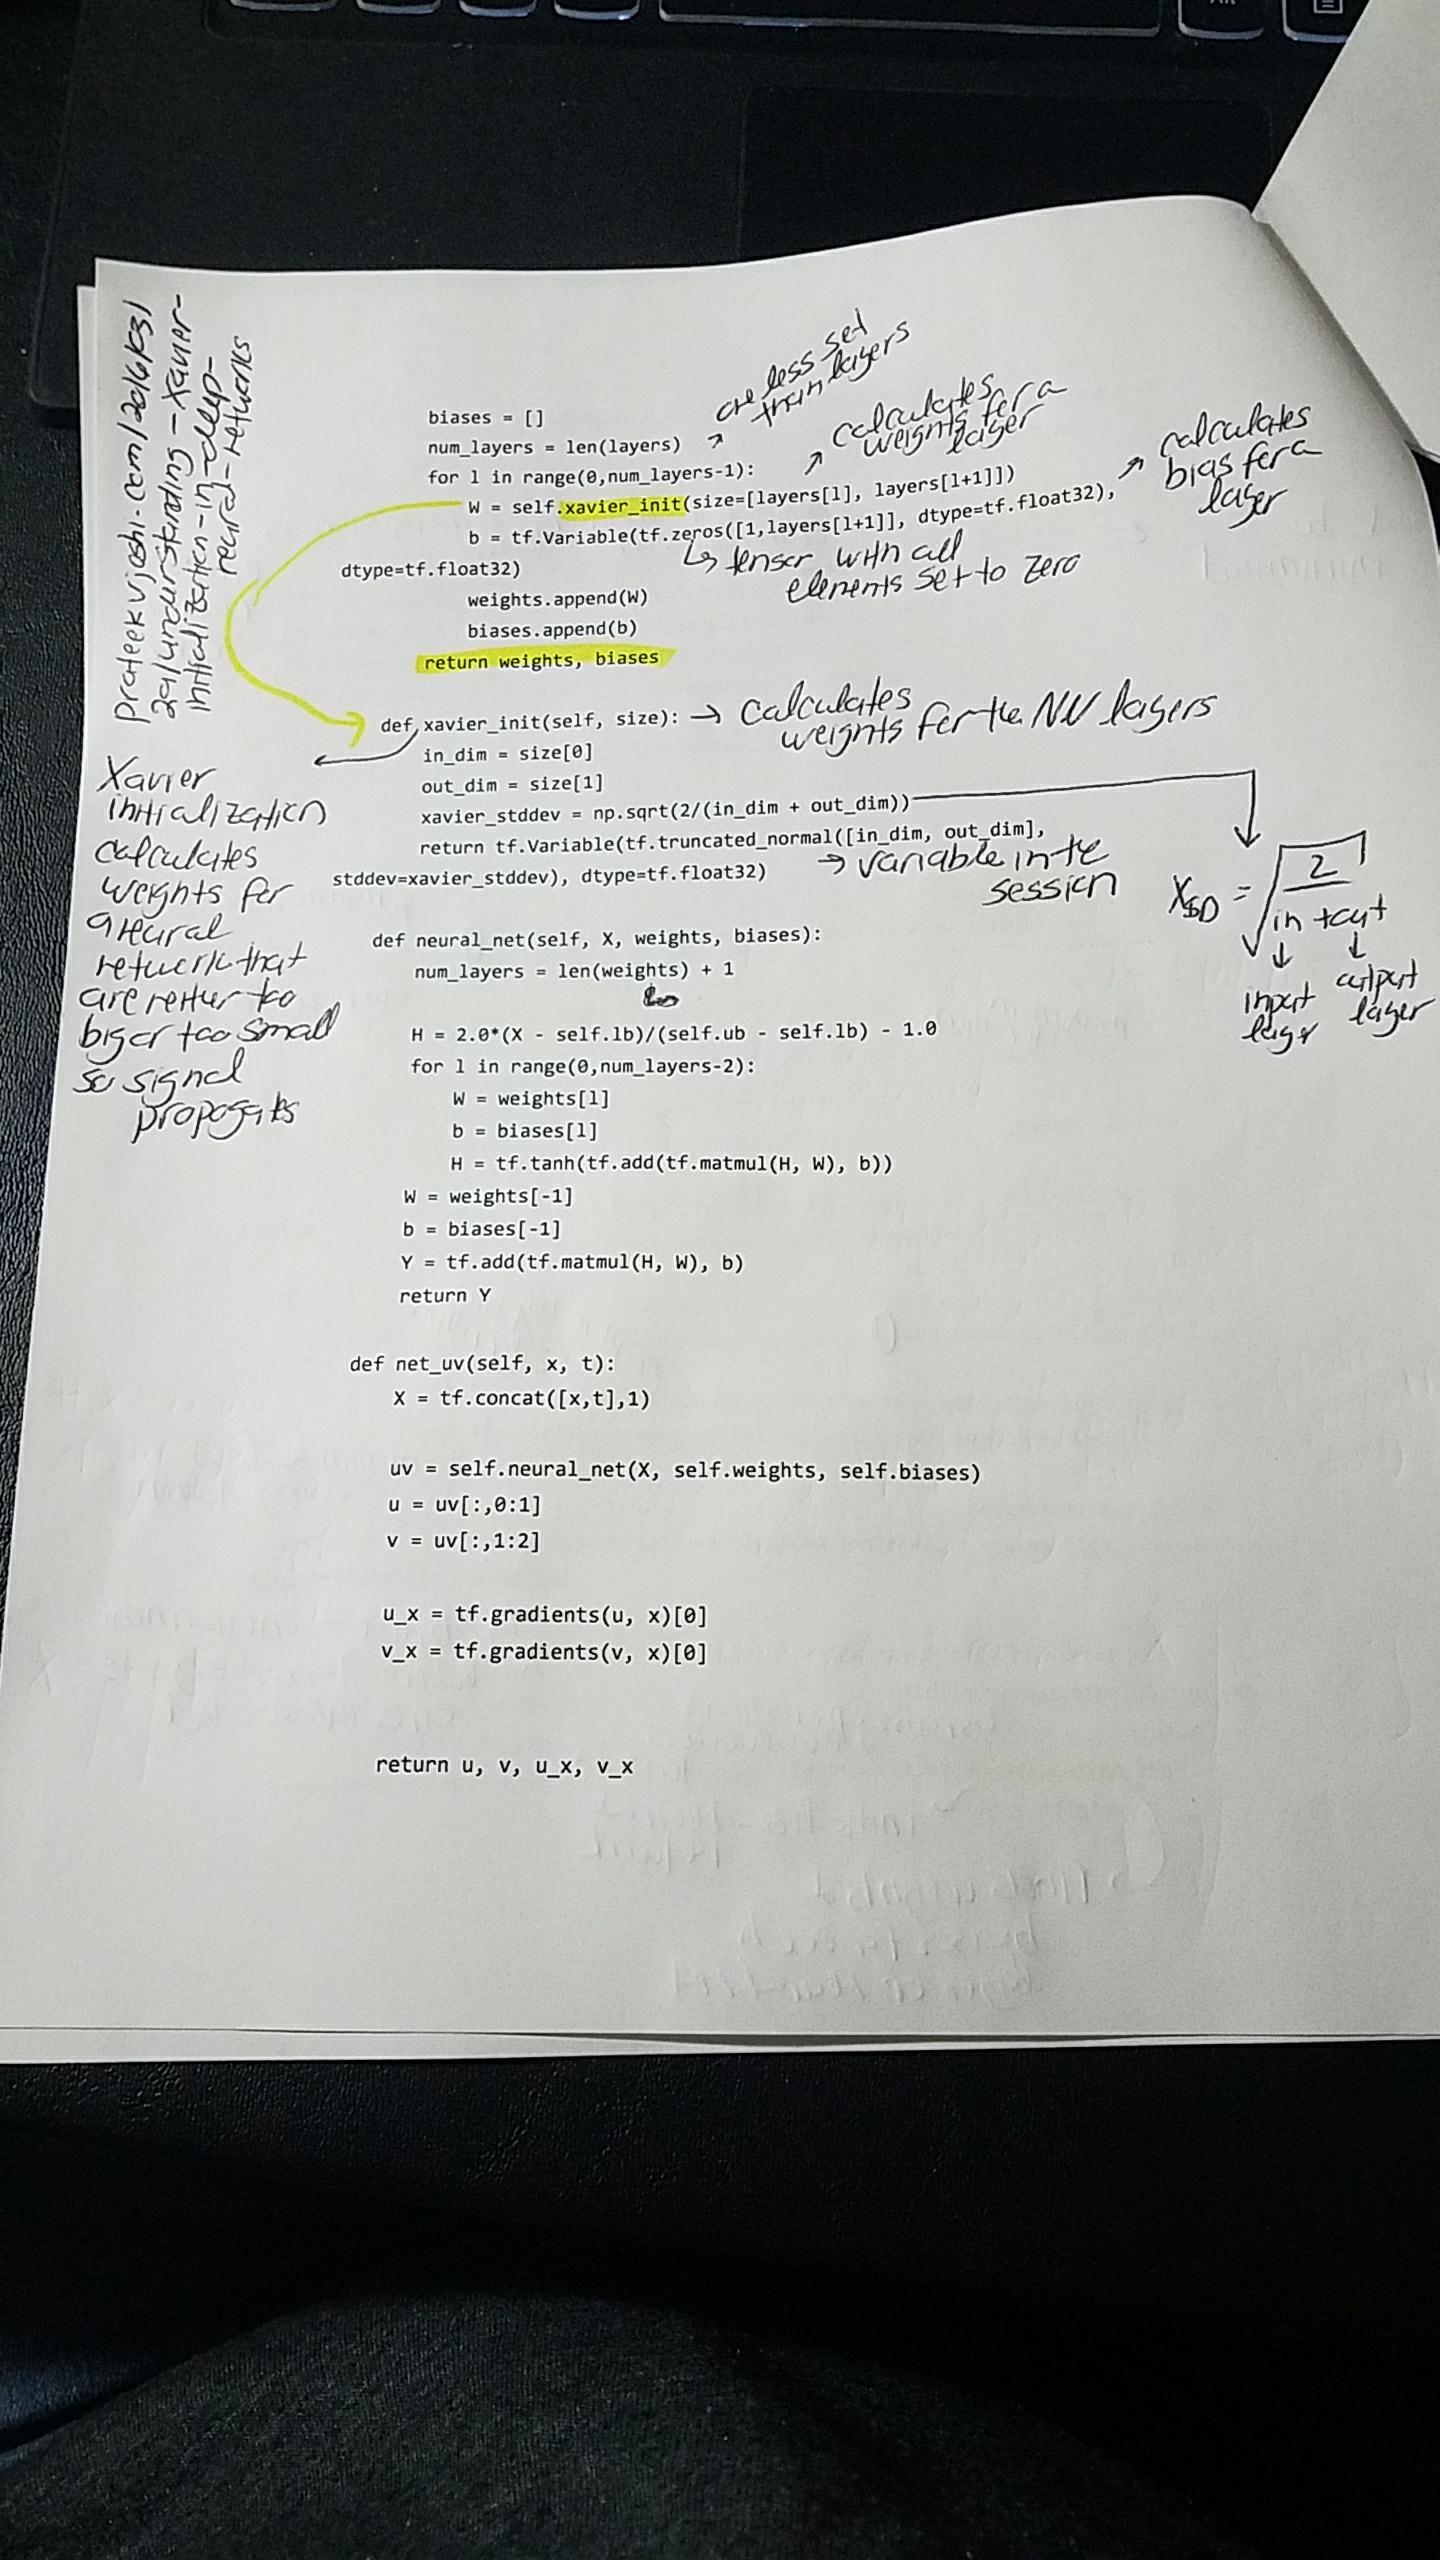 prateekvjoshi.com/2016/03/
29/understanding-Xavier-
initialization-in-deep-
neural-networks
one less set
than layers
calculates
weights for a
layer
calculates
bias for a
layer
biases = []
num_layers = len(layers)
for l in range(0,num_layers-1):
W = self.xavier_init(size=[layers[l], layers[l+1]])
b = tf.Variable(tf.zeros([1,layers[l+1]], dtype=tf.float32),
dtype=tf.float32)
tensor with all
elements set to zero
weights.append(W)
biases.append(b)
return weights, biases
def xavier_init(self, size):
calculates
weights for the NN layers
in_dim = size[0]
out_dim = size[1]
xavier_stddev = np.sqrt(2/(in_dim + out_dim))
return tf.Variable(tf.truncated_normal([in_dim, out_dim],
stddev=xavier_stddev), dtype=tf.float32)
variable in tf
session
XSD = √2
in + out
input
layer
output
layer
Xavier
initialization
calculates
weights for
a neural
network that
are neither too
big or too small
so signal
propogates
def neural_net(self, X, weights, biases):
num_layers = len(weights) + 1
H = 2.0*(X - self.lb)/(self.ub - self.lb) - 1.0
for l in range(0,num_layers-2):
W = weights[l]
b = biases[l]
H = tf.tanh(tf.add(tf.matmul(H, W), b))
W = weights[-1]
b = biases[-1]
Y = tf.add(tf.matmul(H, W), b)
return Y
def net_uv(self, x, t):
X = tf.concat([x,t],1)
uv = self.neural_net(X, self.weights, self.biases)
u = uv[:,0:1]
v = uv[:,1:2]
u_x = tf.gradients(u, x)[0]
v_x = tf.gradients(v, x)[0]
return u, v, u_x, v_x